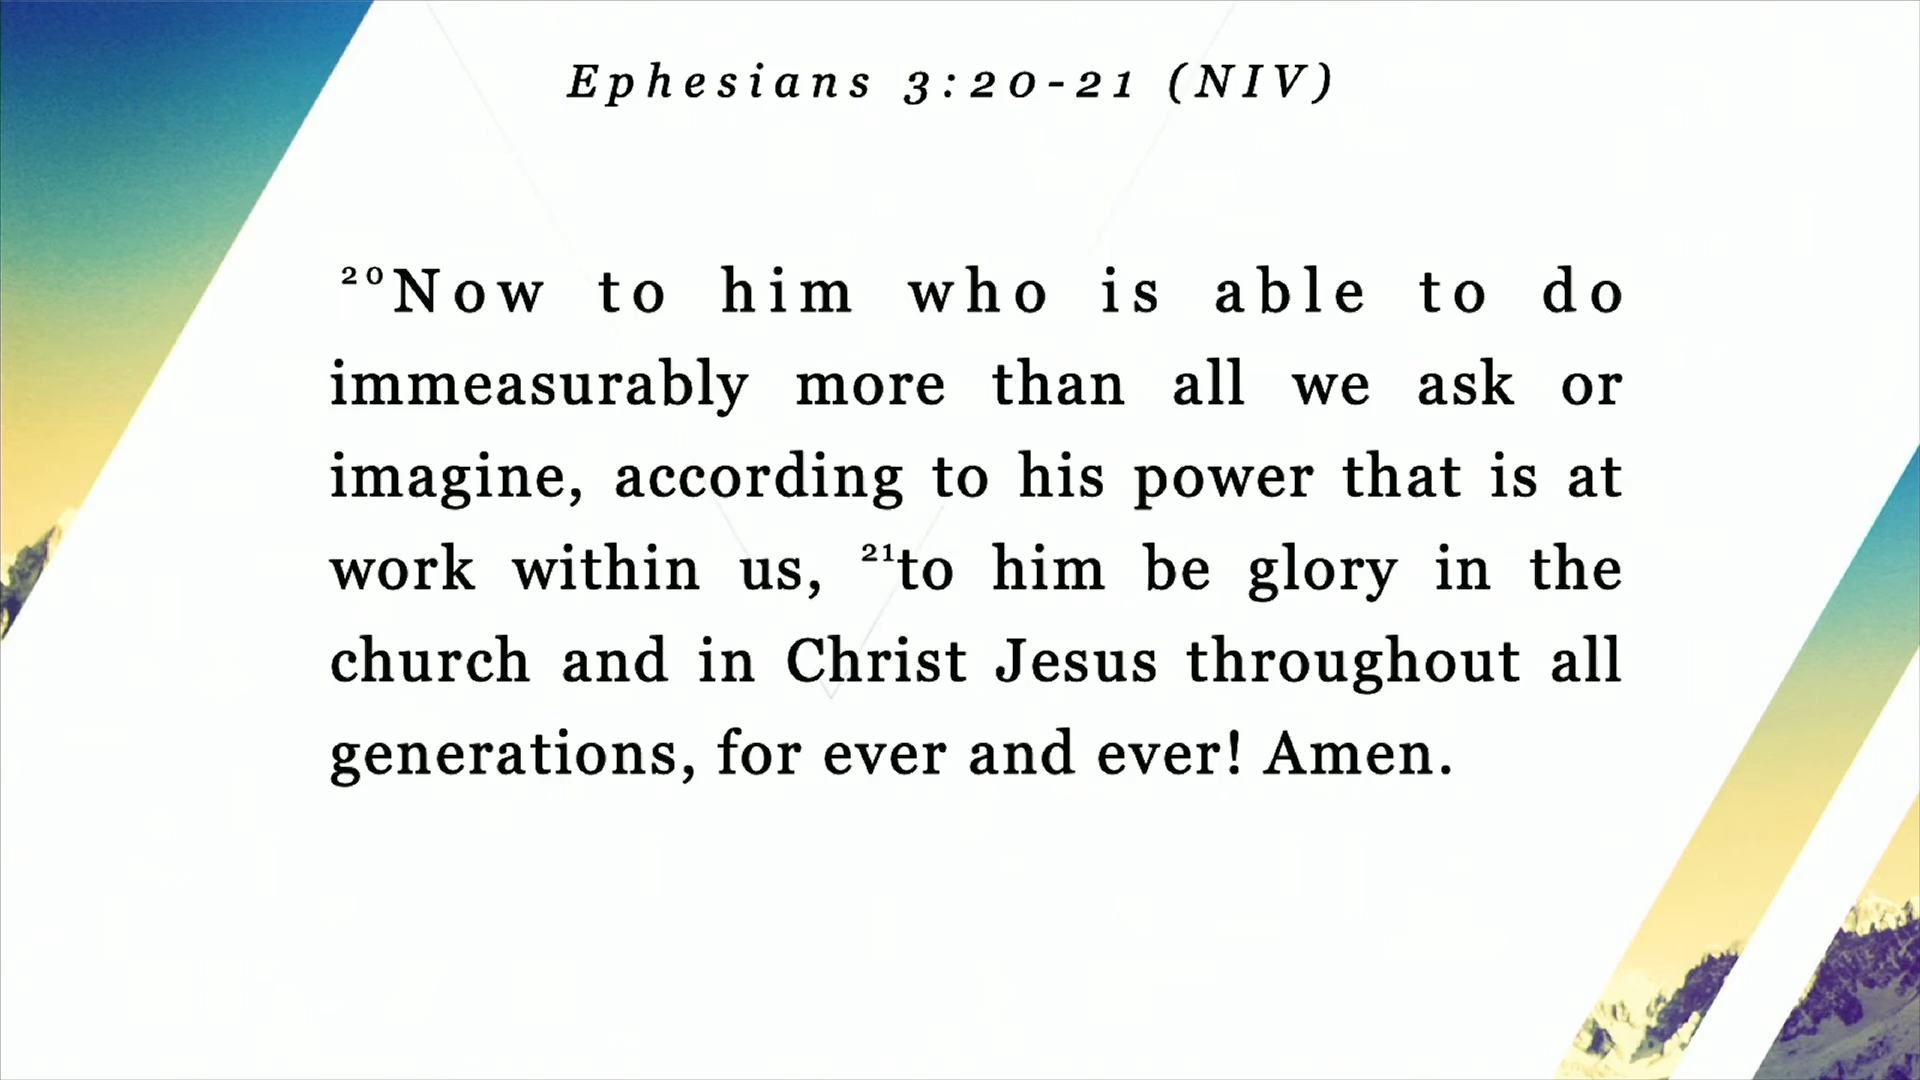 Ephesians 3:20-21 (NIV)
²⁰Now to him who is able to do
immeasurably more than all we ask or
imagine, according to his power that is at
work within us, ²¹to him be glory in the
church and in Christ Jesus throughout all
generations, for ever and ever! Amen.